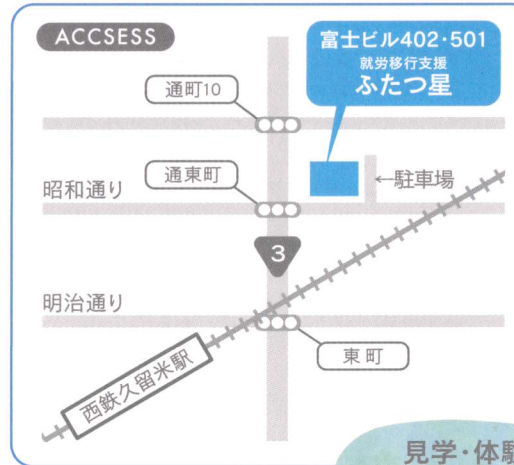 ACCSESS
富士ビル402・501
就労移行支援
ふたつ星
通町10
昭和通り
通東町
←駐車場
3
明治通り
東町
西鉄久留米駅
見学・体験